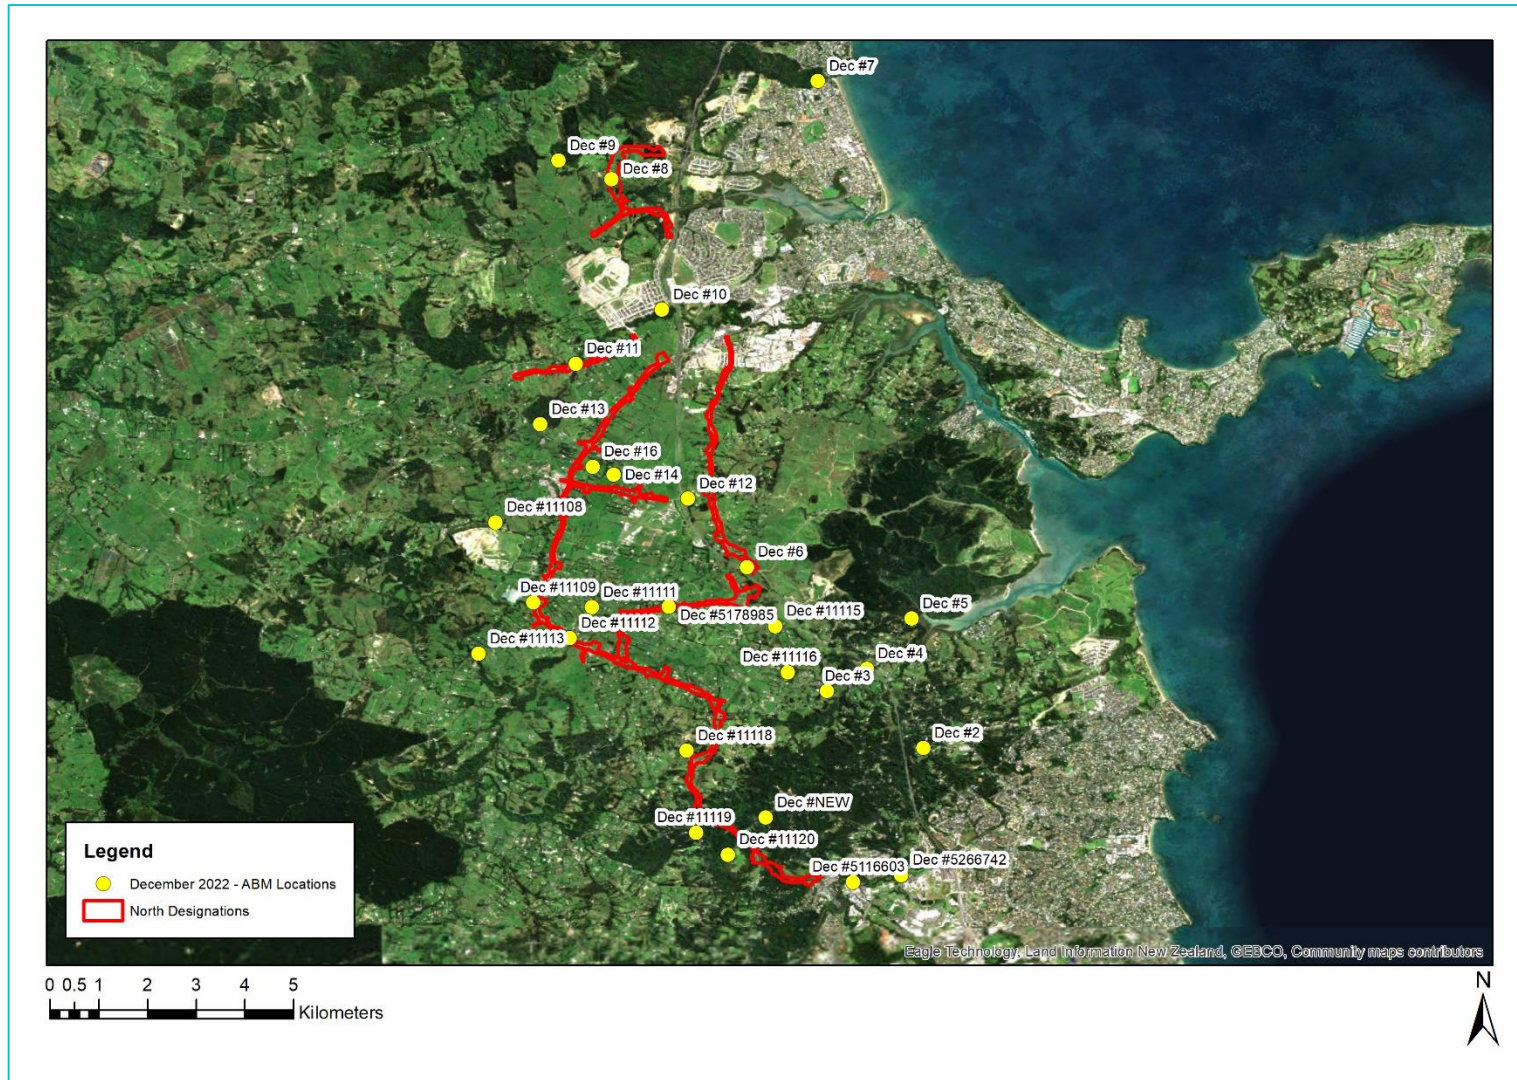 Dec #7
Dec #9
Dec #8
Dec #10
Dec #11
Dec #13
Dec #16
Dec #14
Dec #12
Dec #11108
Dec #6
Dec #11109
Dec #11111
Dec #5178985
Dec #11115
Dec #5
Dec #11112
Dec #11113
Dec #11116
Dec #4
Dec #3
Dec #11118
Dec #2
Dec #NEW
Dec #11119
Dec #11120
Dec #5116603
Dec #5266742
Legend
December 2022 - ABM Locations
North Designations
Eagle Technology, Land Information New Zealand, GEBCO, Community maps contributors
0 0.5 1 2 3 4 5
Kilometers
N